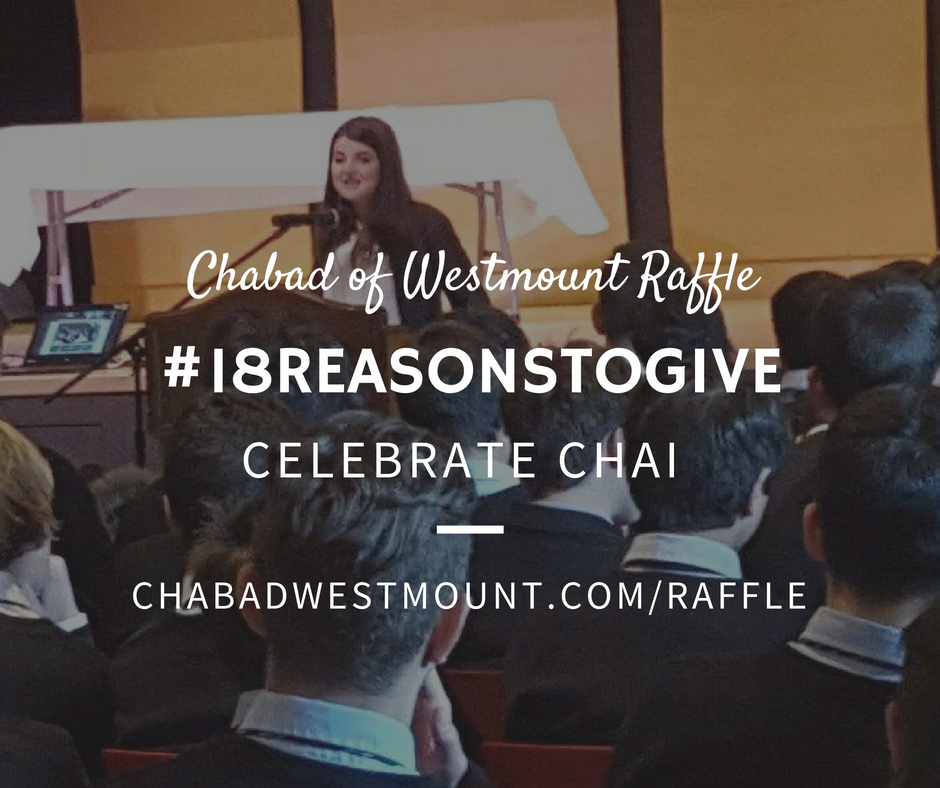 Chabad of Westmount Raffle
#18REASONSTOGIVE
CELEBRATE CHAI
CHABADWESTMOUNT.COM/RAFFLE